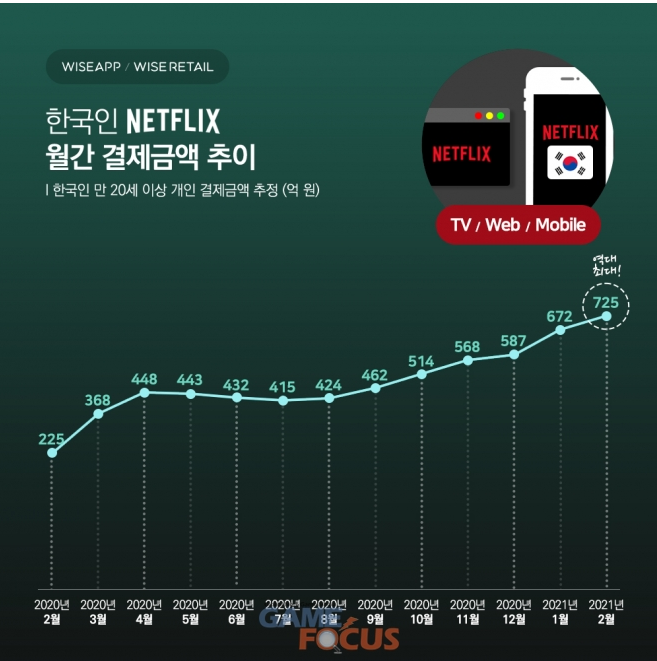 WISEAPP / WISERETAIL
한국인 NETFLIX
월간 결제금액 추이
| 한국인 만 20세 이상 개인 결제금액 추정 (억 원)
NETFLIX
NETFLIX
TV / Web / Mobile
역대
최대!
225
368
448
443
432
415
424
462
514
568
587
672
725
2020년
2월
2020년
3월
2020년
4월
2020년
5월
2020년
6월
2020년
7월
2020년
8월
2020년
9월
2020년
10월
2020년
11월
2020년
12월
2021년
1월
2021년
2월
GAME
FOCUS